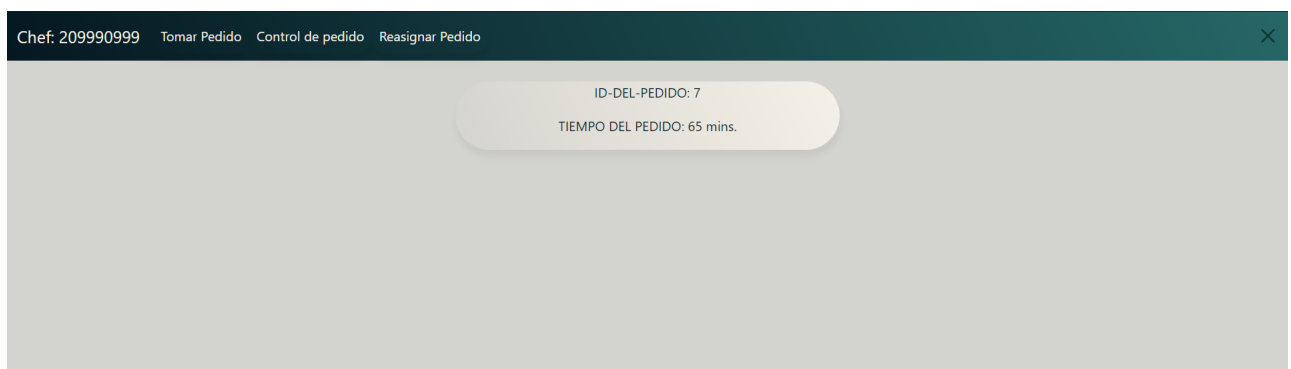 Chef: 209990999 Tomar Pedido Control de pedido Reasignar Pedido
ID-DEL-PEDIDO: 7
TIEMPO DEL PEDIDO: 65 mins.